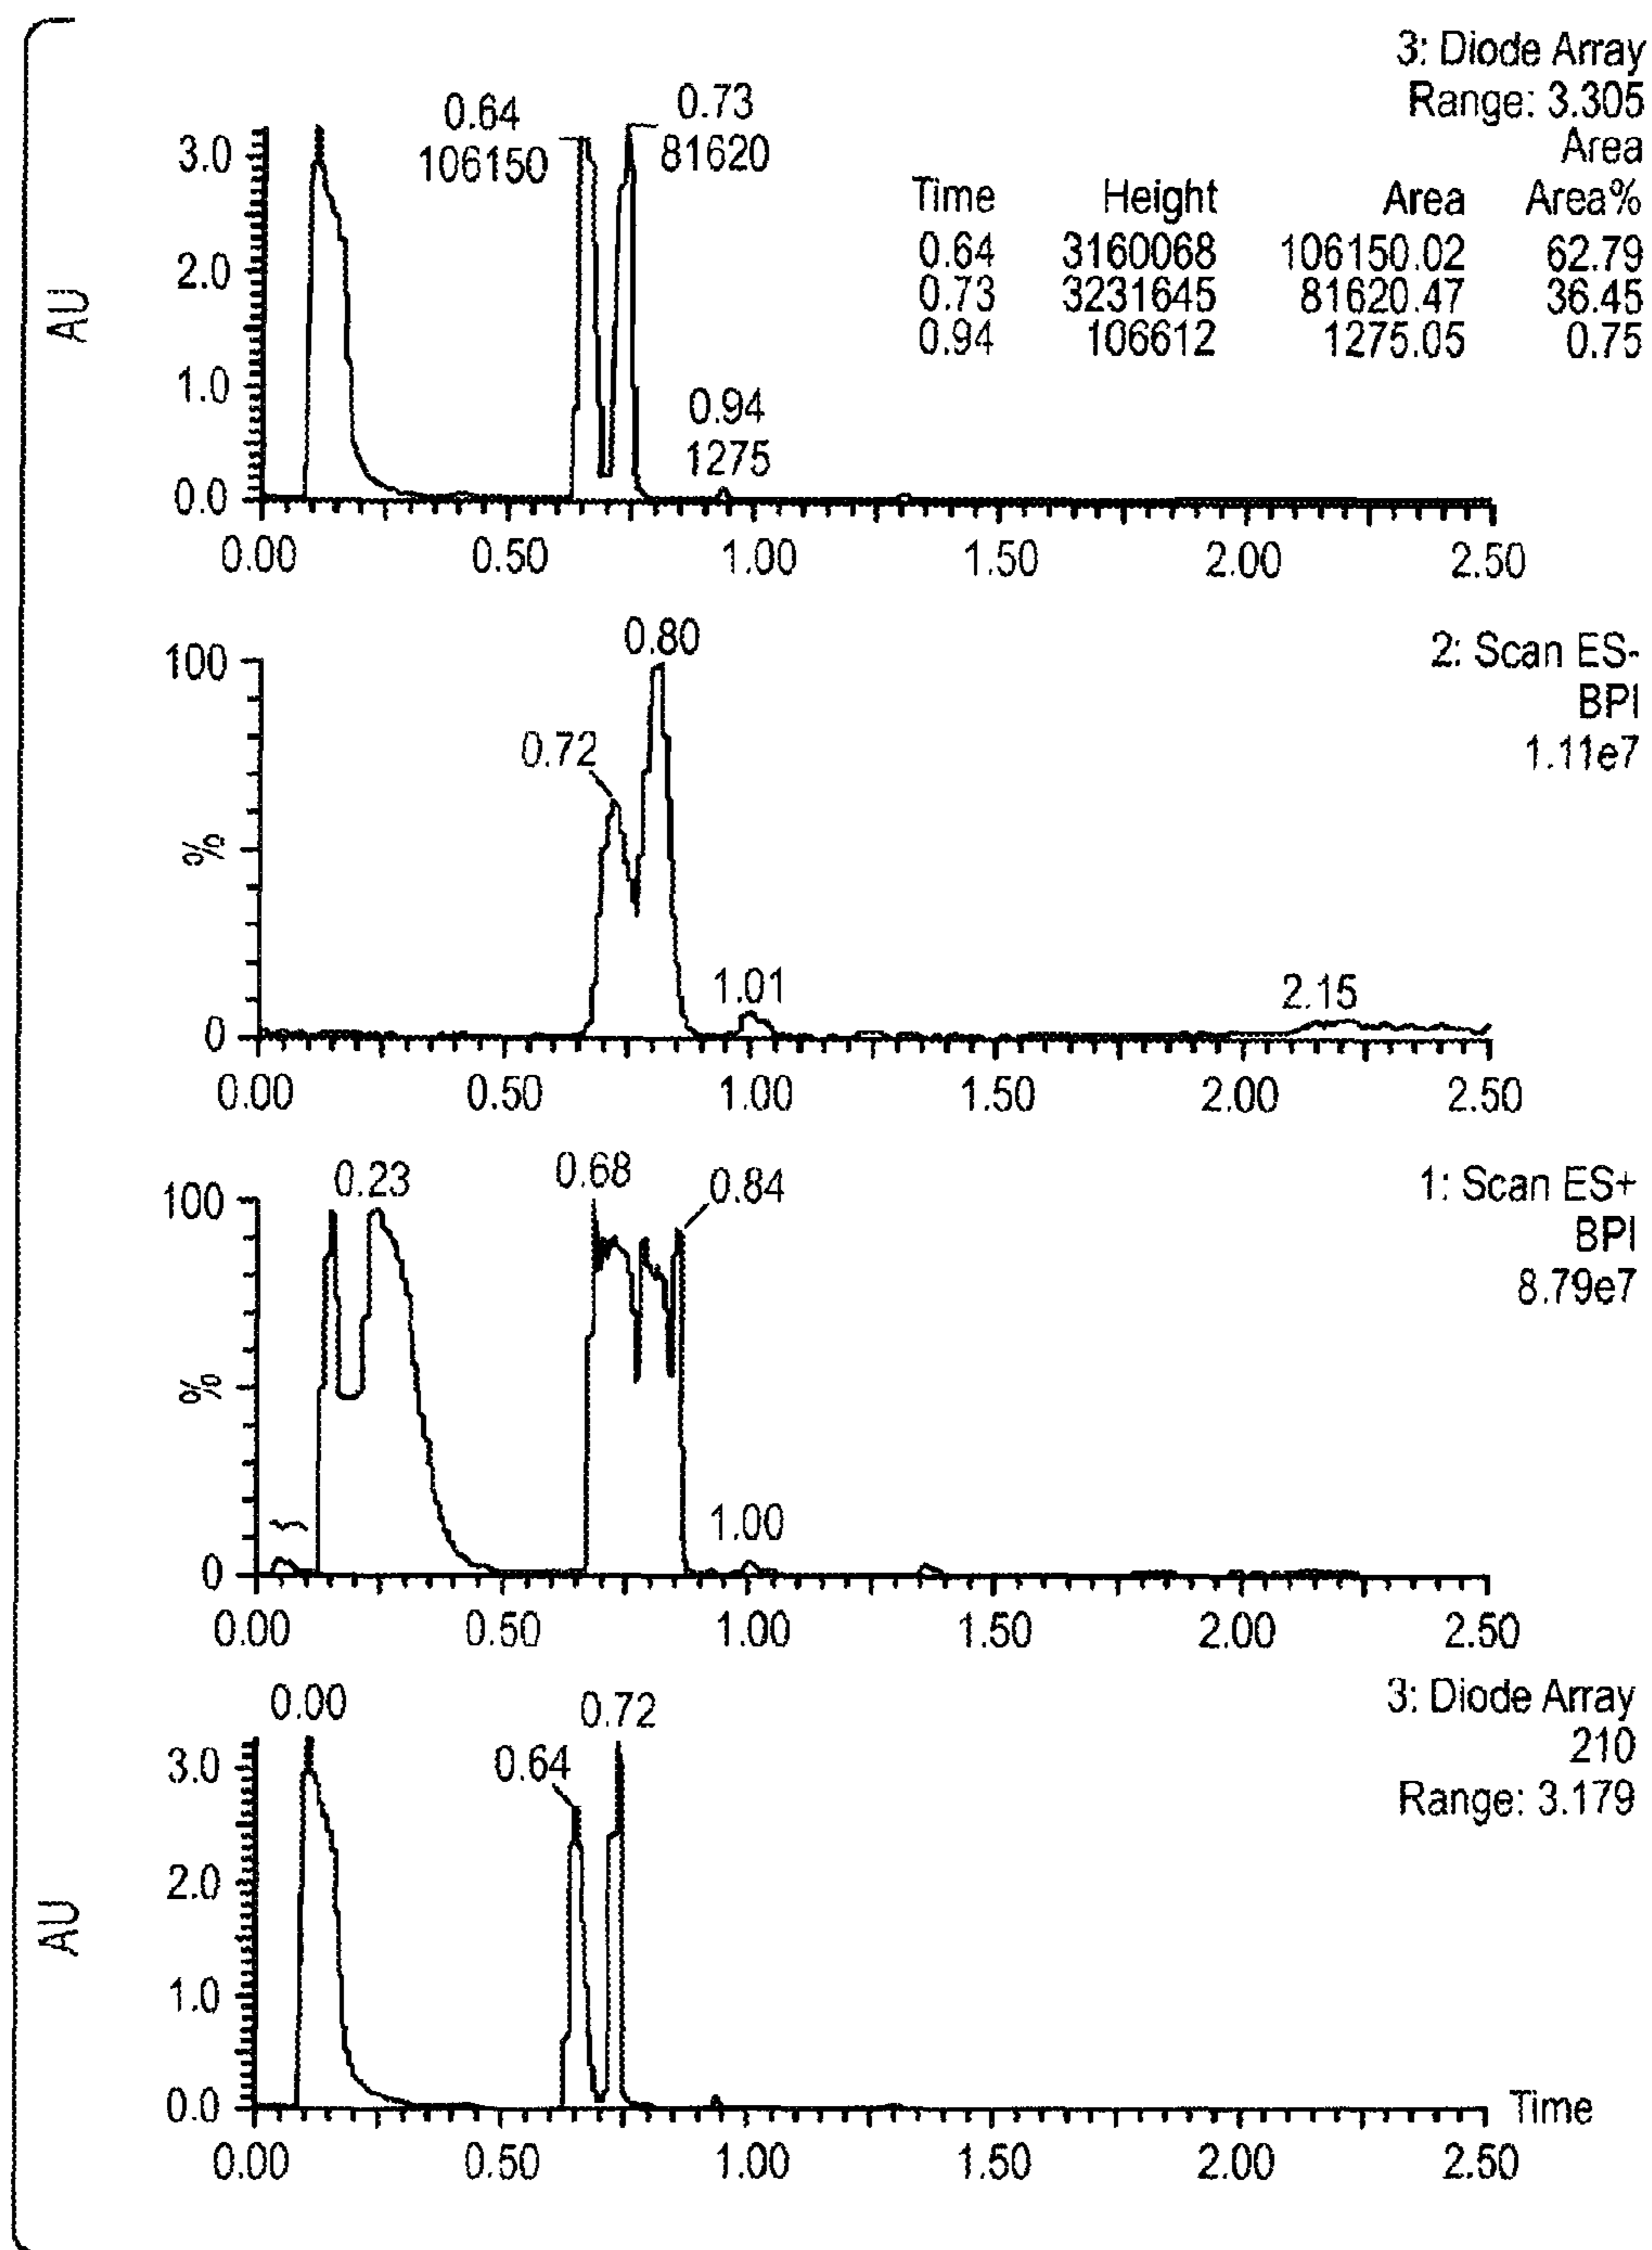 3: Diode Array
Range: 3.305
Area
Time Height Area Area%
0.64 3160068 106150.02 62.79
0.73 3231645 81620.47 36.45
0.94 106612 1275.05 0.75
0.64
106150
0.73
81620
0.94
1275
AU
3.0
2.0
1.0
0.0
0.00 0.50 1.00 1.50 2.00 2.50
2: Scan ES-
BPI
1.11e7
0.80
0.72
1.01
2.15
100
%
0
0.00 0.50 1.00 1.50 2.00 2.50
1: Scan ES+
BPI
8.79e7
0.23
0.68
0.84
1.00
100
%
0
0.00 0.50 1.00 1.50 2.00 2.50
3: Diode Array
210
Range: 3.179
0.00
0.64
0.72
AU
3.0
2.0
1.0
0.0
Time
0.00 0.50 1.00 1.50 2.00 2.50